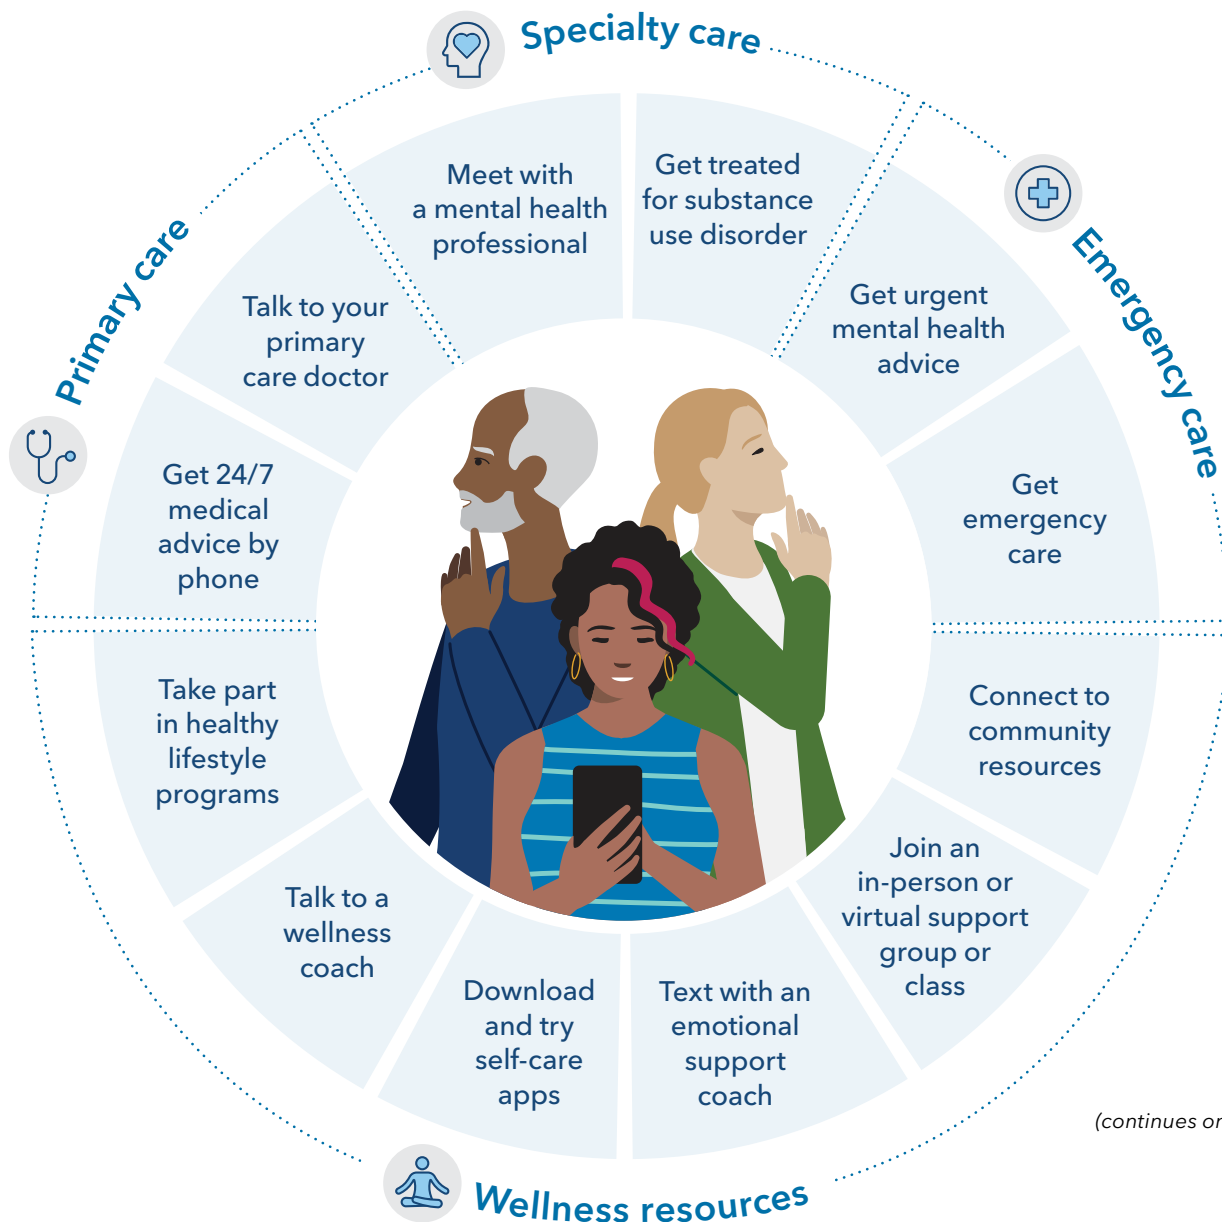 Specialty care
Meet with
a mental health
professional
Get treated
for substance
use disorder
Emergency care
Get urgent
mental health
advice
Get
emergency
care
Primary care
Talk to your
primary
care doctor
Get 24/7
medical
advice by
phone
Take part
in healthy
lifestyle
programs
Talk to a
wellness
coach
Download
and try
self-care
apps
Text with an
emotional
support
coach
Join an
in-person or
virtual support
group or
class
Connect to
community
resources
(continues or
Wellness resources